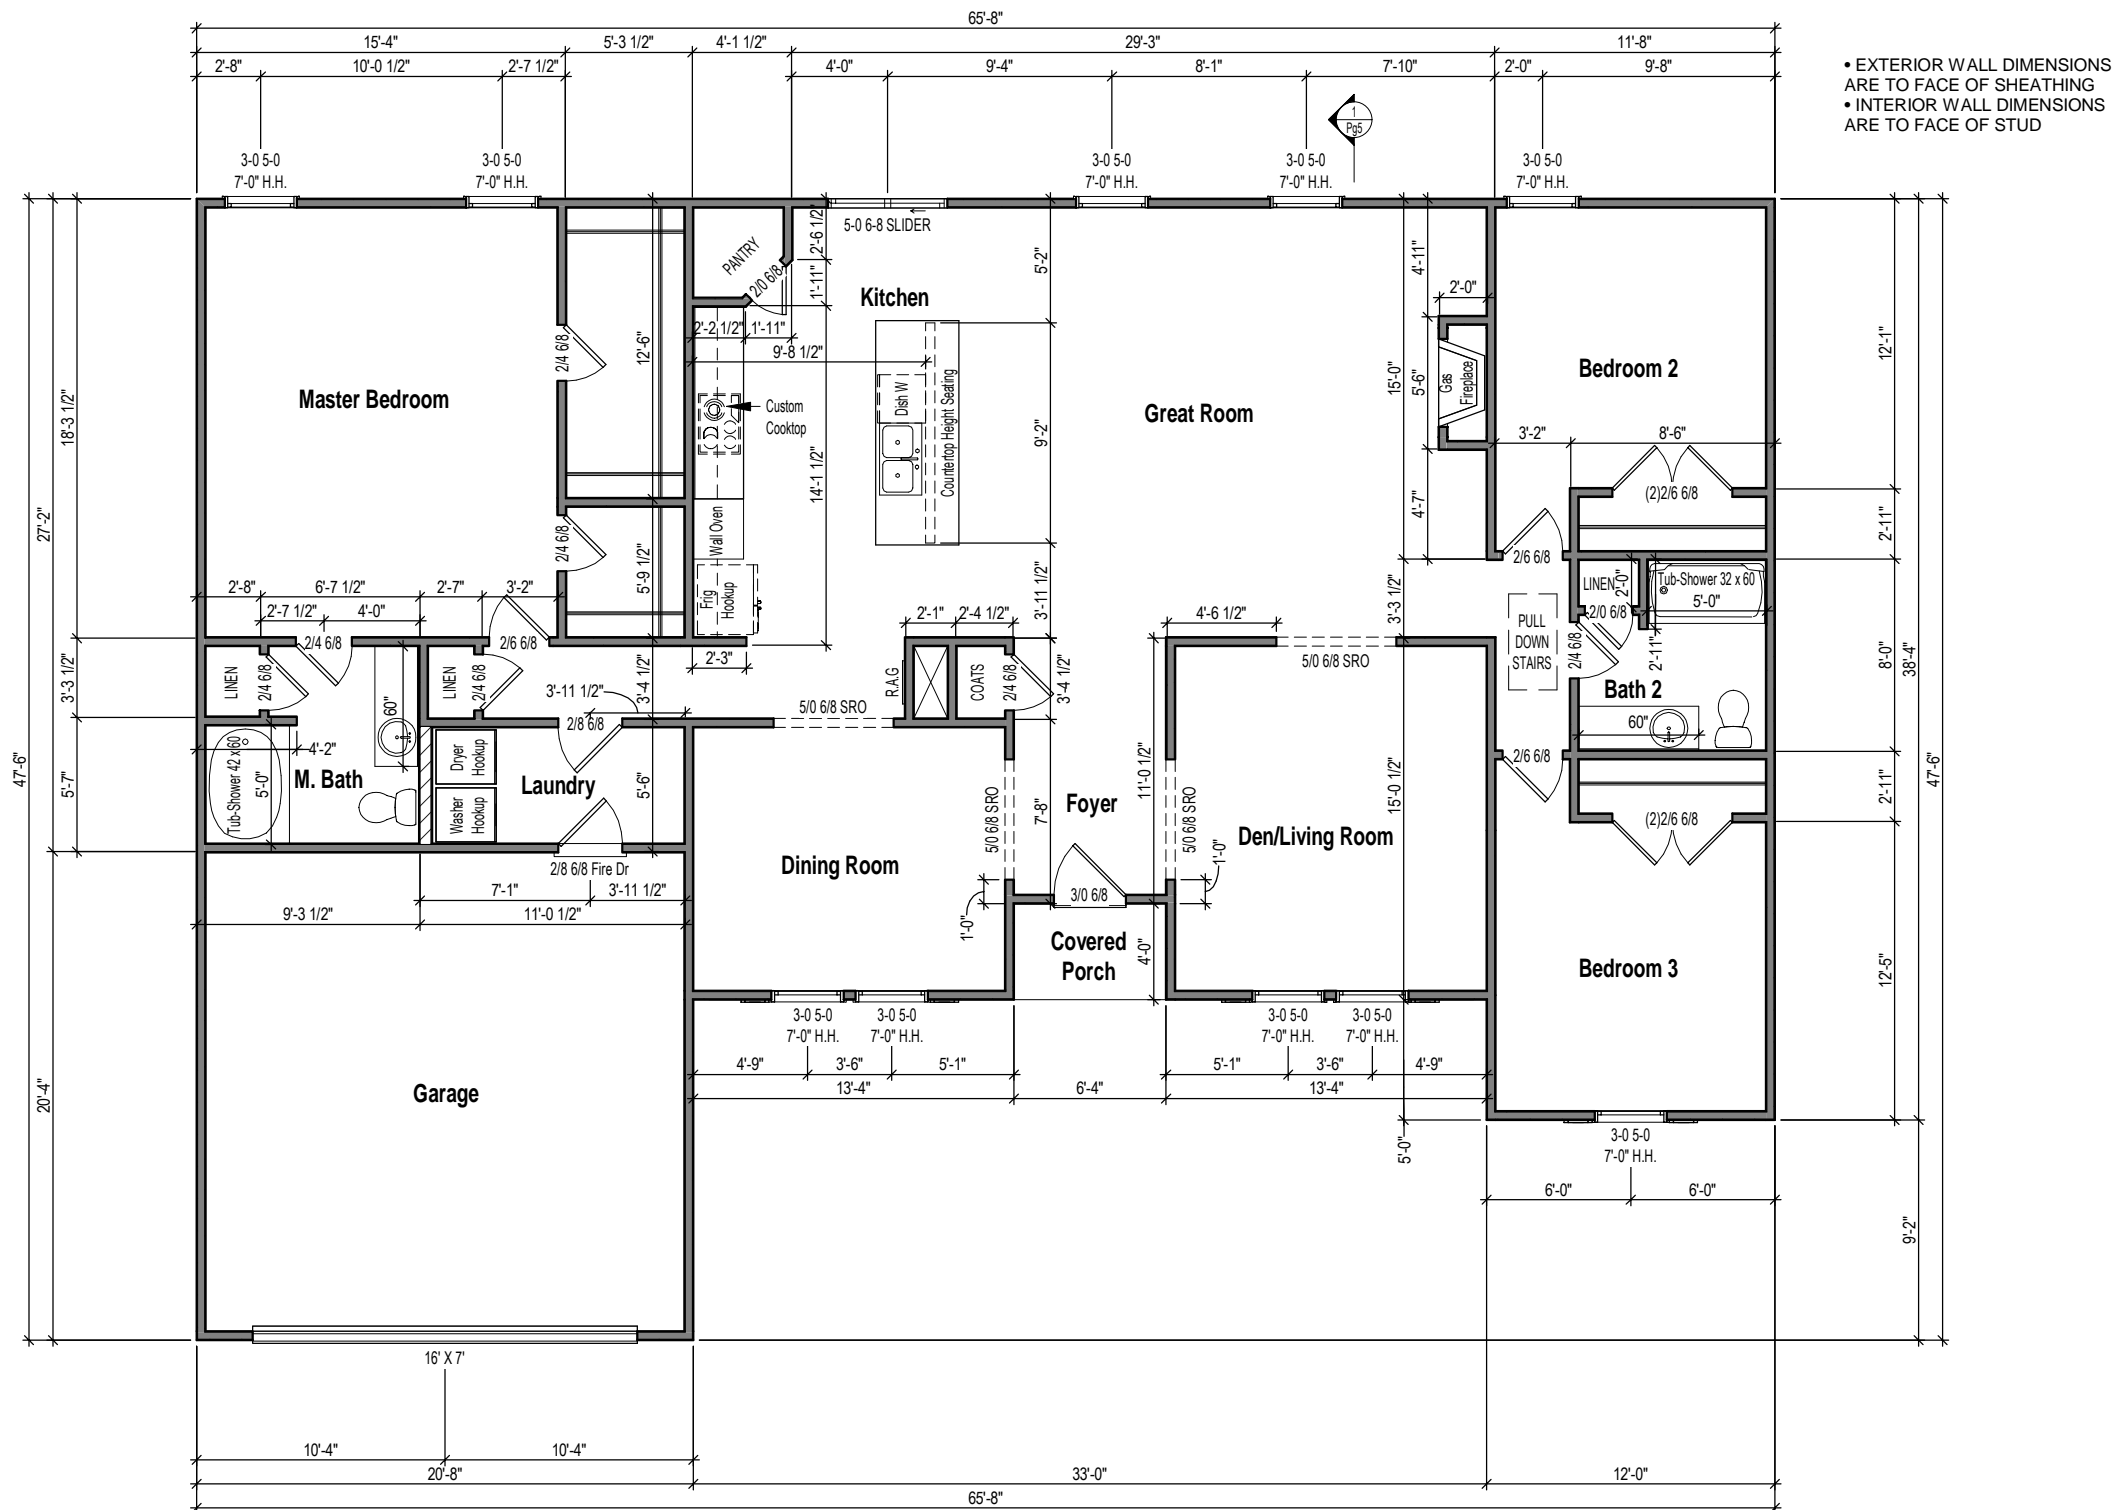 65'-8"
15'-4" 5'-3 1/2" 4'-1 1/2" 29'-3" 11'-8"
2'-8" 10'-0 1/2" 2'-7 1/2" 4'-0" 9'-4" 8'-1" 7'-10" 2'-0" 9'-8"
• EXTERIOR WALL DIMENSIONS
ARE TO FACE OF SHEATHING
• INTERIOR WALL DIMENSIONS
ARE TO FACE OF STUD
1
Pg5
3-0 5-0 3-0 5-0 3-0 5-0 3-0 5-0 3-0 5-0
7'-0" H.H. 7'-0" H.H. 7'-0" H.H. 7'-0" H.H. 7'-0" H.H.
5-0 6-8 SLIDER
2'-6 1/2"
PANTRY
2/0 6/8
1'-11"
5'-2"
4'-11"
Kitchen
2'-0"
2'-2 1/2" 1'-11"
9'-8 1/2"
2/4 6/8
12'-6"
15'-0"
5'-6"
Gas
Fireplace
12'-1"
Bedroom 2
Master Bedroom
Custom
Cooktop
Dish W
Countertop Height Seating
Great Room
9'-2"
18'-3 1/2"
27'-2"
14'-1 1/2"
3'-2" 8'-6"
(2)2/6 6/8
4'-7"
2'-11"
Wall Oven
2/4 6/8
5'-9 1/2"
Frig
Hookup
2/6 6/8
LINEN
2'-0"
Tub-Shower 32 x 60
5'-0"
2/0 6/8
2'-8" 6'-7 1/2" 2'-7" 3'-2"
2'-7 1/2" 4'-0"
2'-1" 2'-4 1/2"
3'-11 1/2"
4'-6 1/2"
3'-3 1/2"
PULL
DOWN
STAIRS
2/4 6/8
2'-11"
8'-0"
38'-4"
2/4 6/8 2/6 6/8
2'-3"
5/0 6/8 SRO
LINEN
2/4 6/8
60"
LINEN
2/4 6/8
3'-11 1/2"
3'-4 1/2"
R.A.G
COATS
2/4 6/8
3'-4 1/2"
3'-3 1/2"
Bath 2
60"
5/0 6/8 SRO
2/8 6/8
4'-2"
M. Bath
Tub-Shower 42 x 60
5'-0"
Dryer
Hookup
Washer
Hookup
Laundry
5'-6"
5'-7"
47'-6"
2/6 6/8
2'-11"
47'-6"
(2)2/6 6/8
5/0 6/8 SRO
7'-8"
Foyer
11'-0 1/2"
5/0 6/8 SRO
1'-0"
15'-0 1/2"
Den/Living Room
Dining Room
2/8 6/8 Fire Dr
7'-1" 3'-11 1/2"
9'-3 1/2" 11'-0 1/2"
3/0 6/8
1'-0"
Covered
Porch
4'-0"
Bedroom 3
12'-5"
3-0 5-0 3-0 5-0 3-0 5-0 3-0 5-0
7'-0" H.H. 7'-0" H.H. 7'-0" H.H. 7'-0" H.H.
4'-9" 3'-6" 5'-1" 5'-1" 3'-6" 4'-9"
13'-4" 6'-4" 13'-4"
Garage
20'-4"
5'-0"
3-0 5-0
7'-0" H.H.
6'-0" 6'-0"
9'-2"
16' X 7'
10'-4" 10'-4"
20'-8" 33'-0" 12'-0"
65'-8"